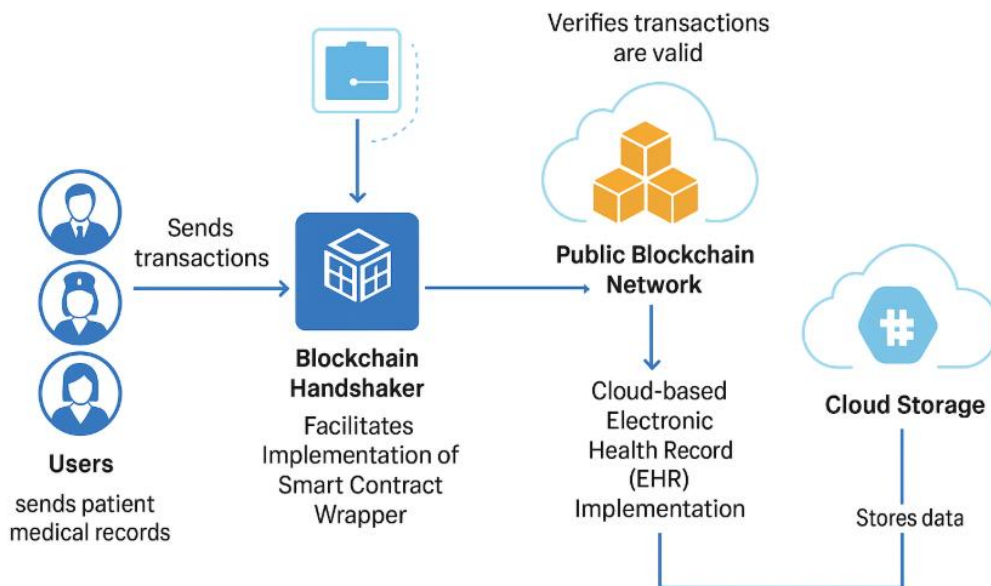 Verifies transactions
are valid
Sends
transactions
Users
sends patient
medical records
Blockchain
Handshaker
Facilitates
Implementation of
Smart Contract
Wrapper
Public Blockchain
Network
Cloud-based
Electronic
Health Record
(EHR)
Implementation
#
Cloud Storage
Stores data